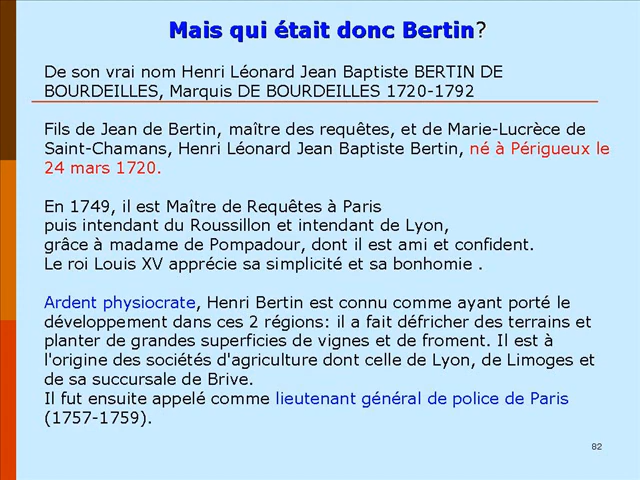 Mais qui était donc Bertin?
De son vrai nom Henri Léonard Jean Baptiste BERTIN DE
BOURDEILLES, Marquis DE BOURDEILLES 1720-1792
Fils de Jean de Bertin, maître des requêtes, et de Marie-Lucrèce de
Saint-Chamans, Henri Léonard Jean Baptiste Bertin, né à Périgueux le
24 mars 1720.
En 1749, il est Maître de Requêtes à Paris
puis intendant du Roussillon et intendant de Lyon,
grâce à madame de Pompadour, dont il est ami et confident.
Le roi Louis XV apprécie sa simplicité et sa bonhomie .
Ardent physiocrate, Henri Bertin est connu comme ayant porté le
développement dans ces 2 régions: il a fait défricher des terrains et
planter de grandes superficies de vignes et de froment. Il est à
l'origine des sociétés d'agriculture dont celle de Lyon, de Limoges et
de sa succursale de Brive.
Il fut ensuite appelé comme lieutenant général de police de Paris
(1757-1759).
82